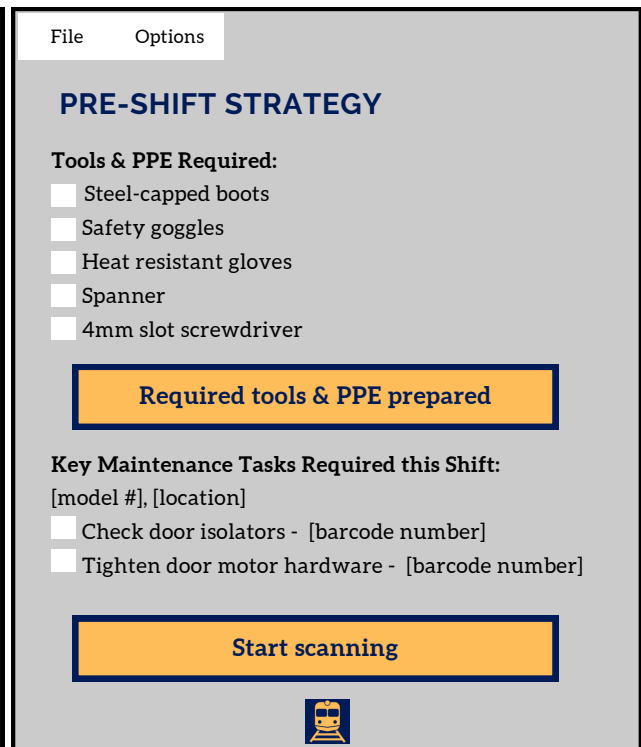 File Options
PRE-SHIFT STRATEGY
Tools & PPE Required:
Steel-capped boots
Safety goggles
Heat resistant gloves
Spanner
4mm slot screwdriver
Required tools & PPE prepared
Key Maintenance Tasks Required this Shift:
[model #], [location]
Check door isolators - [barcode number]
Tighten door motor hardware - [barcode number]
Start scanning